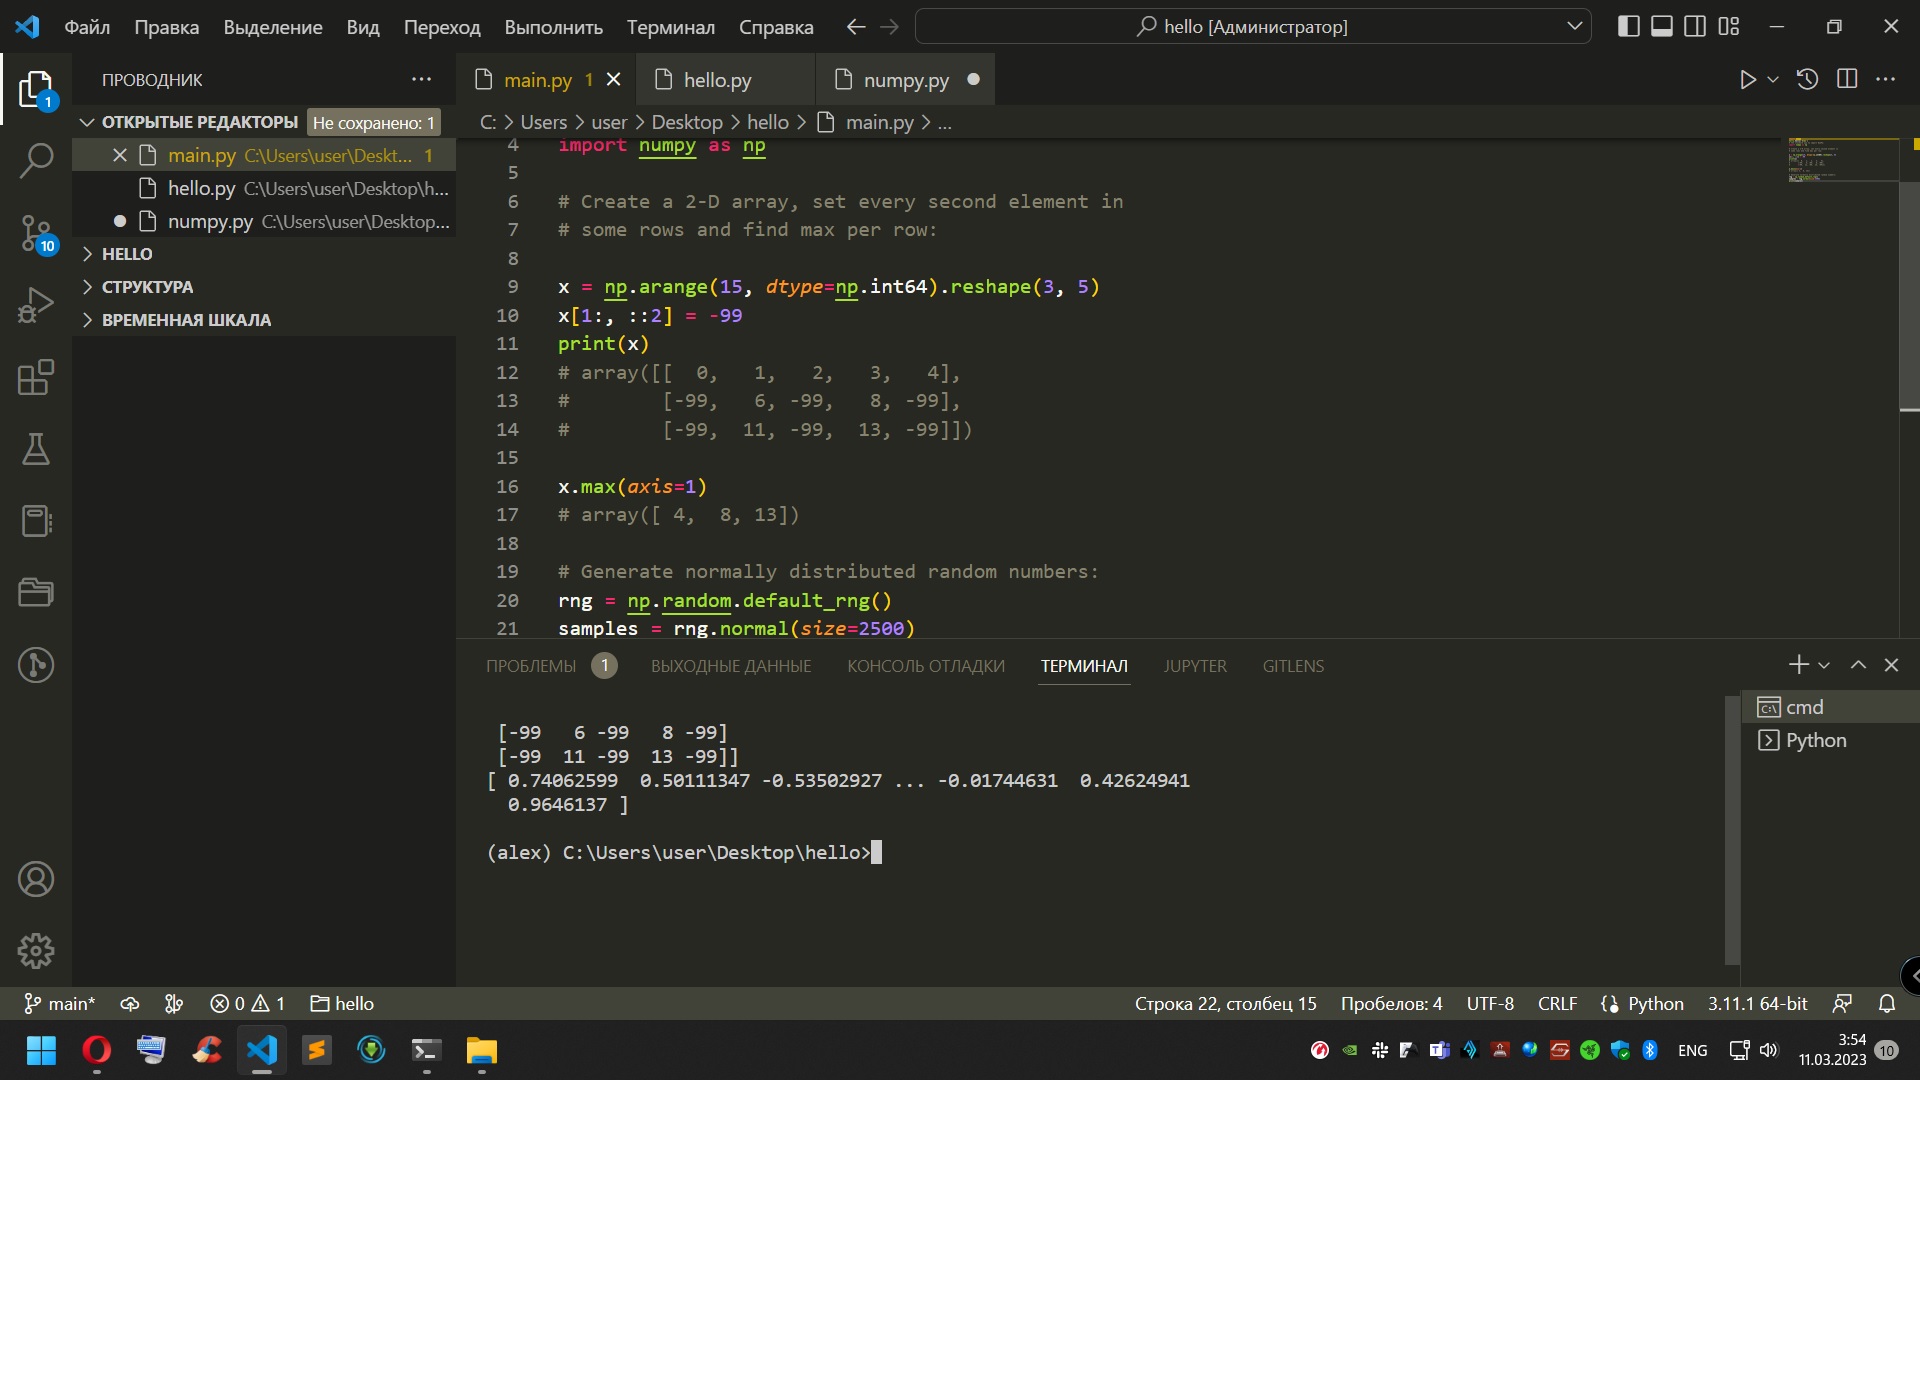 Файл Правка Выделение Вид Переход Выполнить Терминал Справка hello [Администратор]
ПРОВОДНИК
main.py 1 hello.py numpy.py
ОТКРЫТЫЕ РЕДАКТОРЫ Не сохранено: 1
main.py C:\Users\user\Deskt... 1
hello.py C:\Users\user\Desktop\h...
numpy.py C:\Users\user\Desktop...
HELLO
СТРУКТУРА
ВРЕМЕННАЯ ШКАЛА
1
10
C: > Users > user > Desktop > hello > main.py > ...
4 import numpy as np
5
6 # Create a 2-D array, set every second element in
7 # some rows and find max per row:
8
9 x = np.arange(15, dtype=np.int64).reshape(3, 5)
10 x[1:, ::2] = -99
11 print(x)
12 # array([[  0,   1,   2,   3,   4],
13 #        [-99,   6, -99,   8, -99],
14 #        [-99,  11, -99,  13, -99]])
15
16 x.max(axis=1)
17 # array([ 4,  8, 13])
18
19 # Generate normally distributed random numbers:
20 rng = np.random.default_rng()
21 samples = rng.normal(size=2500)
ПРОБЛЕМЫ 1 ВЫХОДНЫЕ ДАННЫЕ КОНСОЛЬ ОТЛАДКИ ТЕРМИНАЛ JUPYTER GITLENS
[-99   6 -99   8 -99]
[-99  11 -99  13 -99]]
[ 0.74062599  0.50111347 -0.53502927 ... -0.01744631  0.42624941
0.9646137 ]
(alex) C:\Users\user\Desktop\hello>
cmd
Python
main* 0 1 hello Строка 22, столбец 15 Пробелов: 4 UTF-8 CRLF Python 3.11.1 64-bit
ENG 3:54
11.03.2023 10